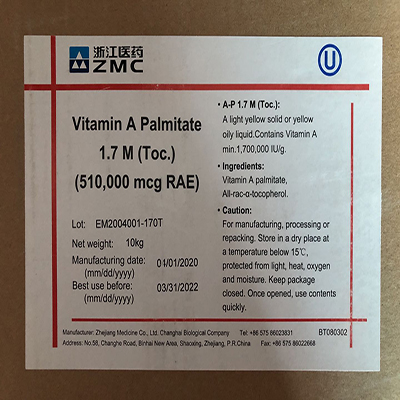 浙江医药
ZMC
U
Vitamin A Palmitate
1.7 M (Toc.)
(510,000 mcg RAE)
Lot: EM2004001-170T
Net weight: 10kg
Manufacturing date: 04/01/2020
(mm/dd/yyyy)
Best use before: 03/31/2022
(mm/dd/yyyy)
• A-P 1.7 M (Toc.):
A light yellow solid or yellow
oily liquid.Contains Vitamin A
min.1,700,000 IU/g.
• Ingredients:
Vitamin A palmitate,
All-rac-α-tocopherol.
• Caution:
For manufacturing, processing or
repacking. Store in a dry place at
a temperature below 15℃,
protected from light, heat, oxygen
and moisture. Keep package
closed. Once opened, use contents
quickly.
Manufacturer: Zhejiang Medicine Co., Ltd. Changhai Biological Company Tel: +86 575 86023831 BT080302
Address: No.58, Changhe Road, Binhai New Area, Shaoxing, Zhejiang, P.R.China Fax: +86 575 86022668